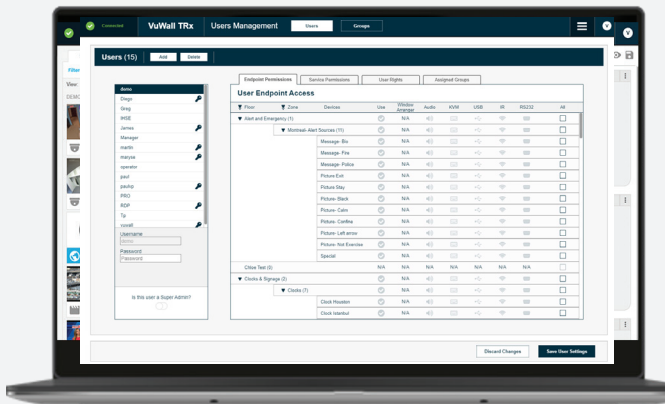 Connected VuWall TRx Users Management Users Groups V
V
Users (15) Add Delete
Filter
View:
DEMO
demo
Diego
Greg
IHSE
James
Manager
martin
maryse
operator
paul
paulxp
PRO
RDP
Tp
vuwall
Username
demo
Password
Password
Is this user a Super Admin?
Endpoint Permissions Service Permissions User Rights Assigned Groups
User Endpoint Access
Floor Zone Devices Use Window Arranger Audio KVM USB IR RS232 All
Alert and Emergency (1) N/A
Montreal- Alert Sources (11) N/A
Message- Bio N/A
Message- Fire N/A
Message- Police N/A
Picture Exit N/A
Picture Stay N/A
Picture- Black N/A
Picture- Calm N/A
Picture- Confine N/A
Picture- Left arrow N/A
Picture- Not Exercise N/A
Special N/A
Citrix Test (0) N/A N/A N/A N/A N/A N/A N/A
Clocks & Signage (2) N/A
Clocks (7) N/A
Clock Houston N/A
Clock Istanbul N/A
Discard Changes Save User Settings